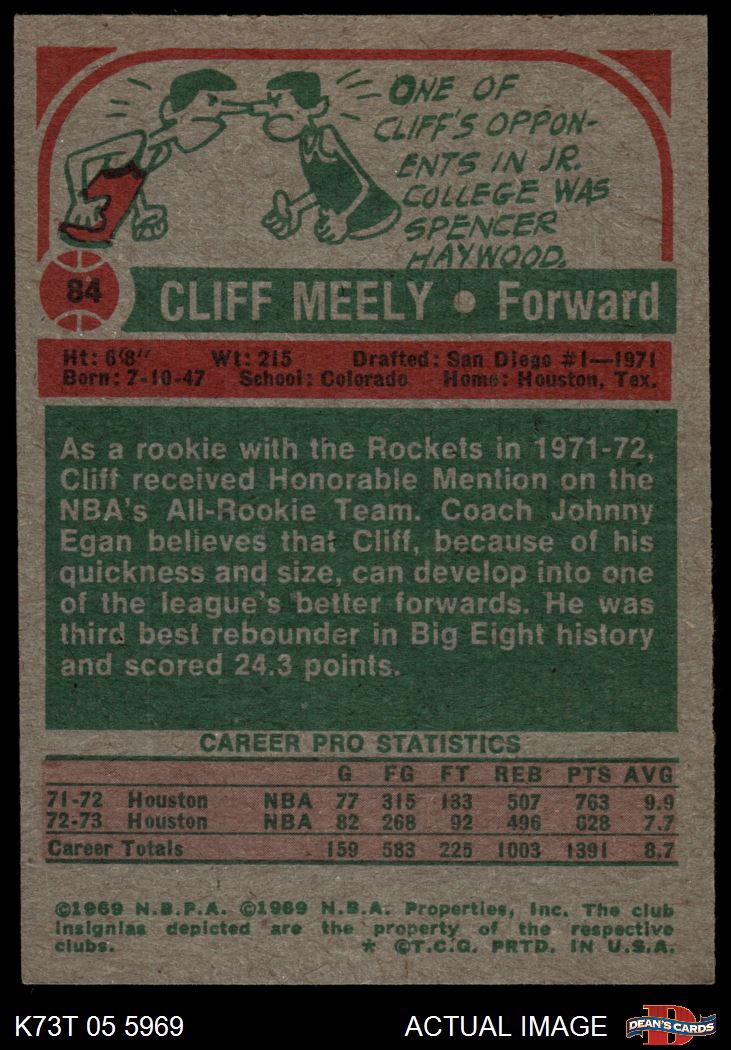 ONE OF
CLIFF'S OPPON-
ENTS IN JR.
COLLEGE WAS
SPENCER
HAYWOOD.
84
CLIFF MEELY • Forward
Ht: 6'8" Wt: 215 Drafted: San Diego #1—1971
Born: 7-10-47 School: Colorado Home: Houston, Tex.
As a rookie with the Rockets in 1971-72,
Cliff received Honorable Mention on the
NBA's All-Rookie Team. Coach Johnny
Egan believes that Cliff, because of his
quickness and size, can develop into one
of the league's better forwards. He was
third best rebounder in Big Eight history
and scored 24.3 points.
CAREER PRO STATISTICS
G FG FT REB PTS AVG
71-72 Houston NBA 77 315 133 507 763 9.9
72-73 Houston NBA 82 268 92 496 628 7.7
Career Totals 159 583 225 1003 1391 8.7
©1969 N.B.P.A. ©1969 N.B.A. Properties, Inc. The club
insignias depicted are the property of the respective
clubs. * ©T.C.G. PRTD. IN U.S.A.
K73T 05 5969 ACTUAL IMAGE D DEAN'S CARDS